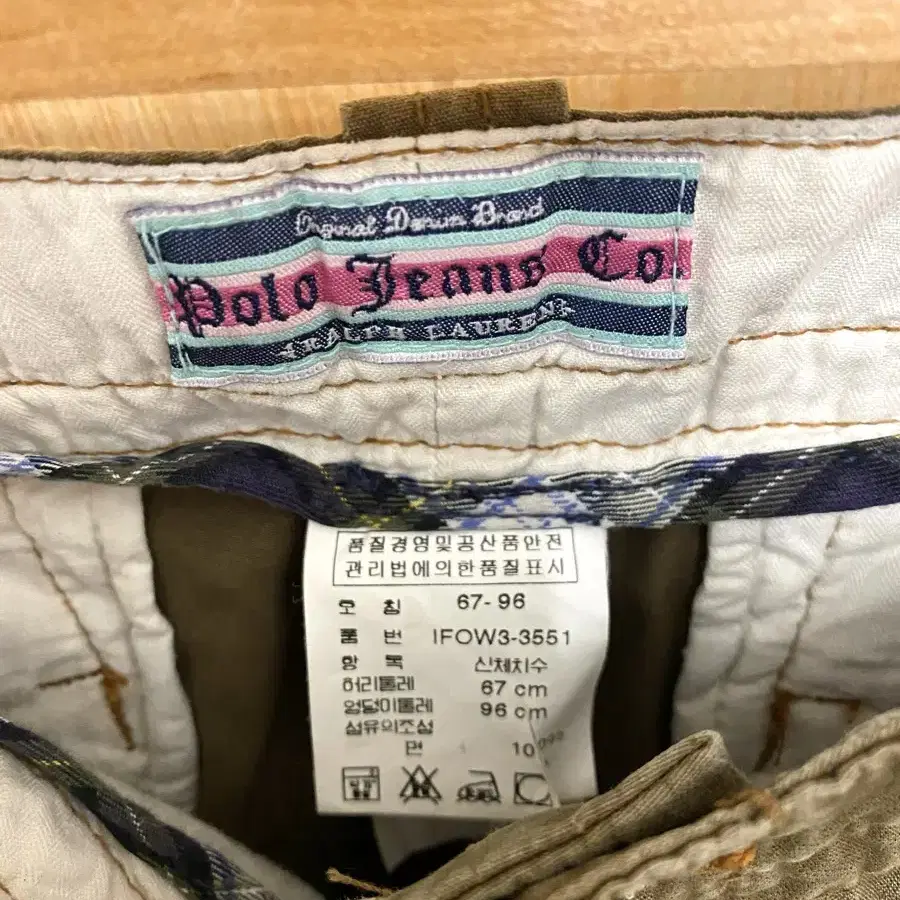 Original Denim Brand
Polo Jeans Co
RALPH LAUREN
품질경영및공산품안전
관리법에의한품질표시
호 칭 67-96
품 번 IFOW3-3551
항 목 신체치수
허리둘레 67 cm
엉덩이둘레 96 cm
섬유의조성
면